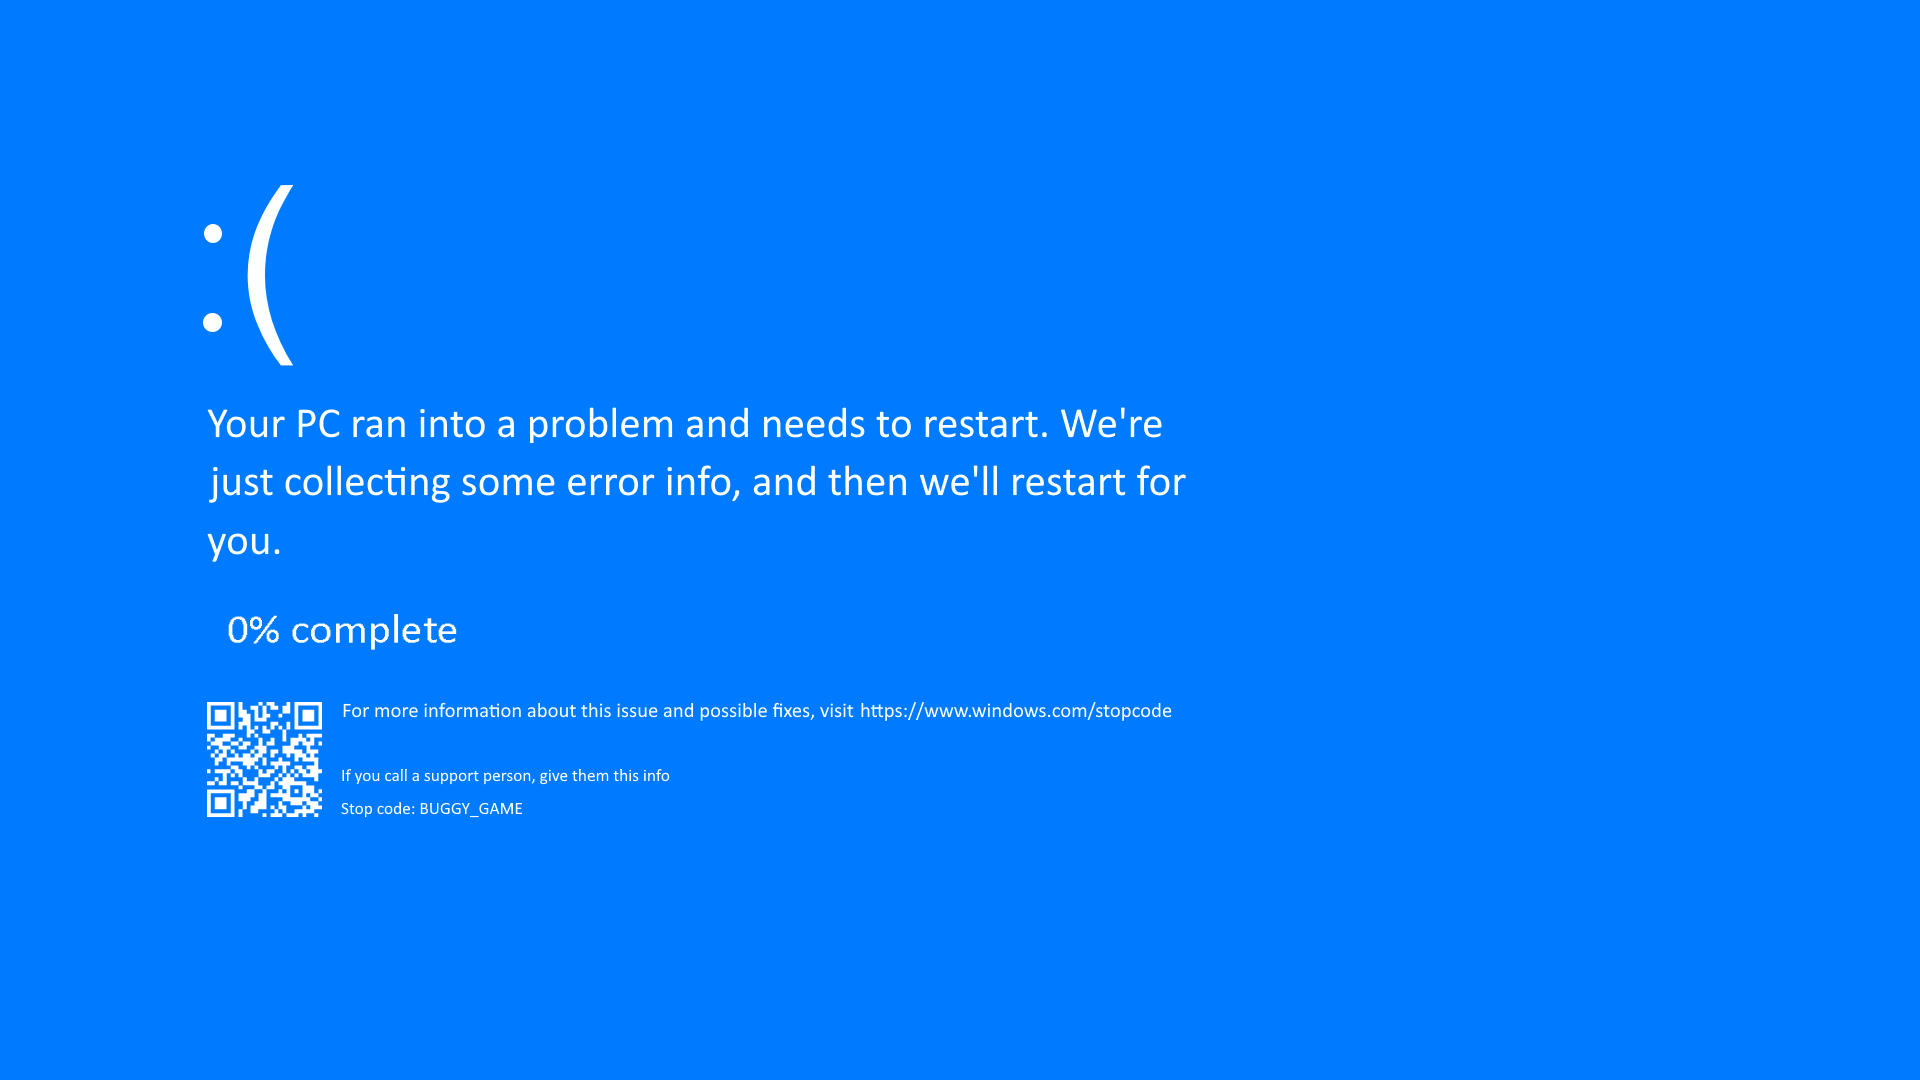 :(
Your PC ran into a problem and needs to restart. We're
just collecting some error info, and then we'll restart for
you.
0% complete
For more information about this issue and possible fixes, visit https://www.windows.com/stopcode
If you call a support person, give them this info
Stop code: BUGGY_GAME